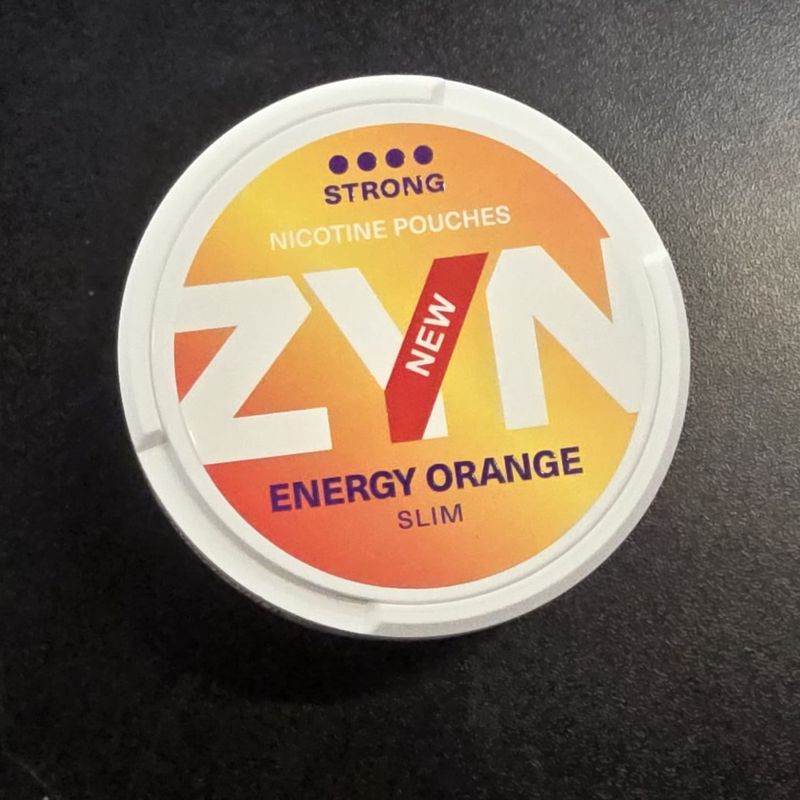 STRONG
NICOTINE POUCHES
ZYN
NEW
ENERGY ORANGE
SLIM